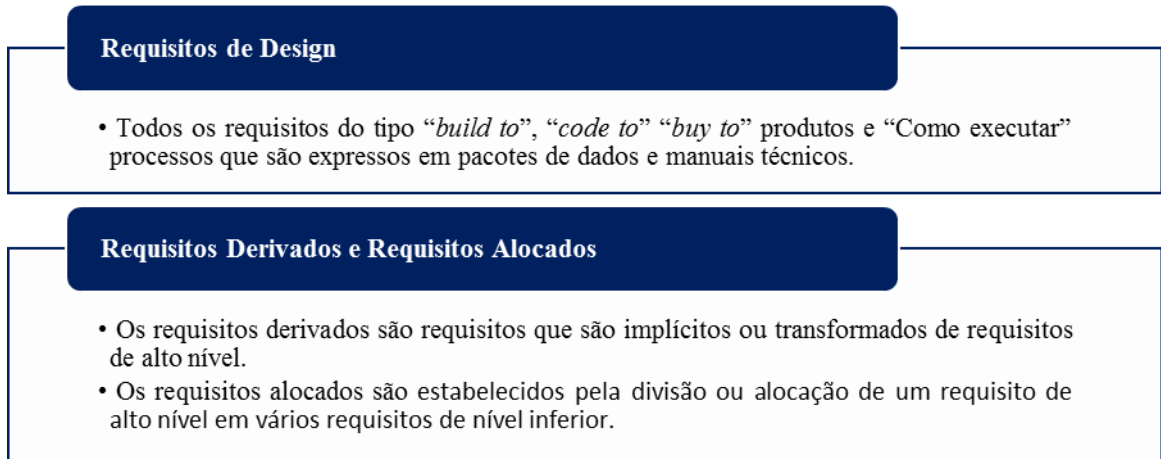 Requisitos de Design
• Todos os requisitos do tipo “build to”, “code to” “buy to” produtos e “Como executar”
processos que são expressos em pacotes de dados e manuais técnicos.
Requisitos Derivados e Requisitos Alocados
• Os requisitos derivados são requisitos que são implícitos ou transformados de requisitos
de alto nível.
• Os requisitos alocados são estabelecidos pela divisão ou alocação de um requisito de
alto nível em vários requisitos de nível inferior.